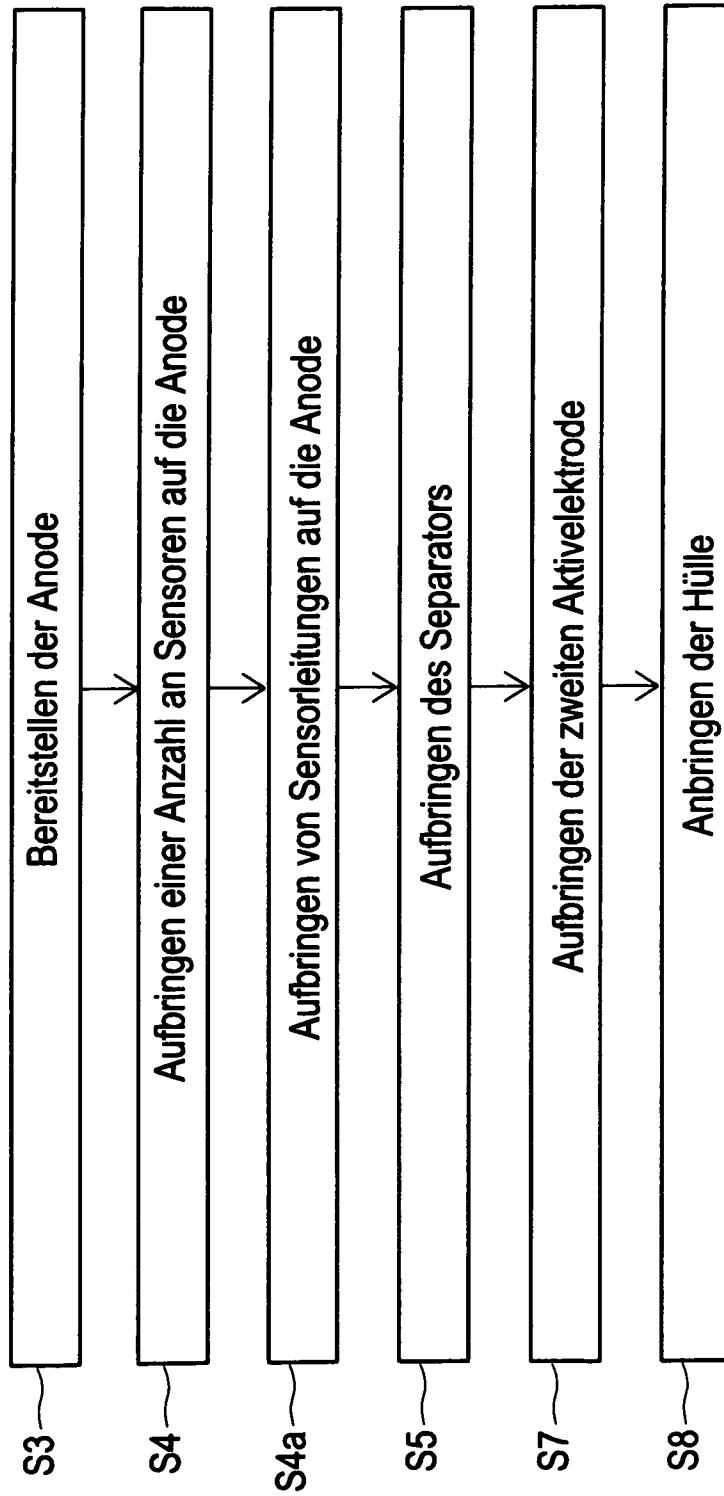 S3
Bereitstellen der Anode
S4
Aufbringen einer Anzahl an Sensoren auf die Anode
S4a
Aufbringen von Sensorleitungen auf die Anode
S5
Aufbringen des Separators
S7
Aufbringen der zweiten Aktivelektrode
S8
Anbringen der Hülle